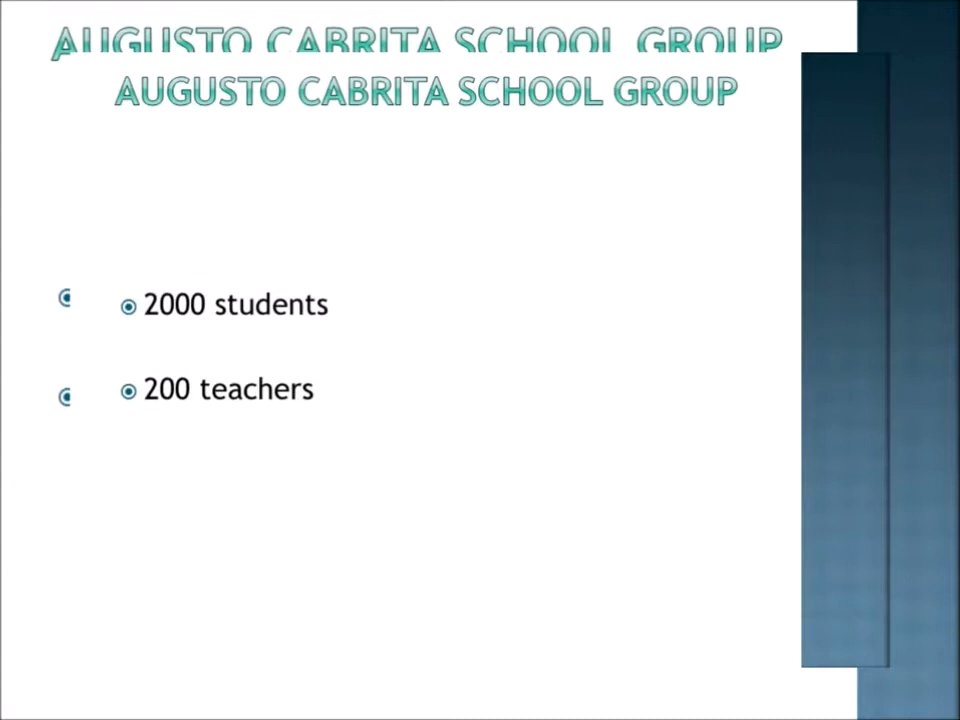 AUGUSTO CABRITA SCHOOL GROUP
AUGUSTO CABRITA SCHOOL GROUP
2000 students
200 teachers